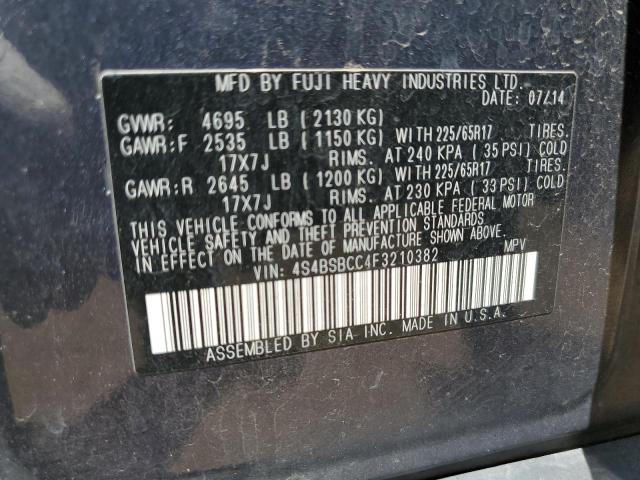 MFD BY FUJI HEAVY INDUSTRIES LTD.
DATE: 07/14
GVWR: 4695 LB ( 2130 KG)
GAWR:F 2535 LB ( 1150 KG) WITH 225/65R17 TIRES.
17X7J RIMS. AT 240 KPA ( 35 PSI) COLD
GAWR:R 2645 LB ( 1200 KG) WITH 225/65R17 TIRES.
17X7J RIMS. AT 230 KPA ( 33 PSI) COLD
THIS VEHICLE CONFORMS TO ALL APPLICABLE FEDERAL MOTOR
VEHICLE SAFETY AND THEFT PREVENTION STANDARDS
IN EFFECT ON THE DATE OF MANUFACTURE SHOWN ABOVE.
VIN: 4S4BSBCC4F3210382 MPV
ASSEMBLED BY SIA INC. MADE IN U.S.A.